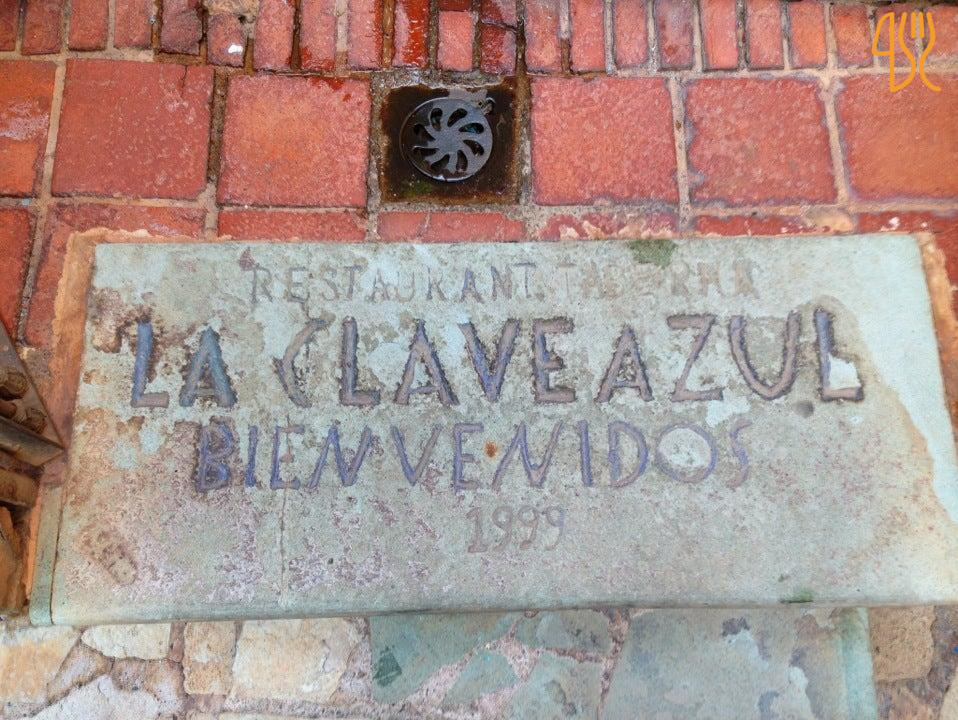 RESTAURANT. TABERNA
LA CLAVE AZUL
BIENVENIDOS
1999